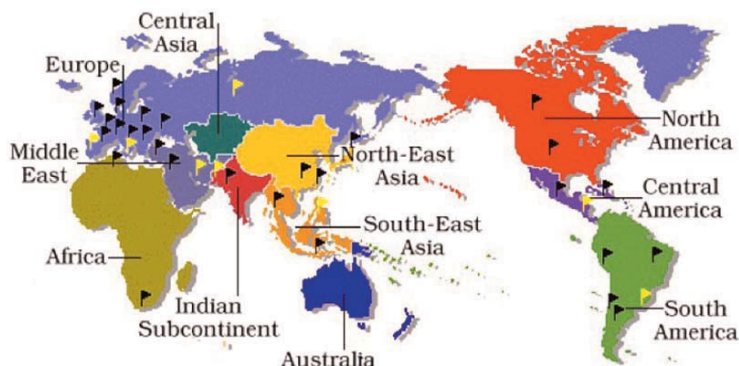 Central
Asia
Europe
North
America
Middle
East
North-East
Asia
Central
America
South-East
Asia
Africa
Indian
Subcontinent
South
America
Australia